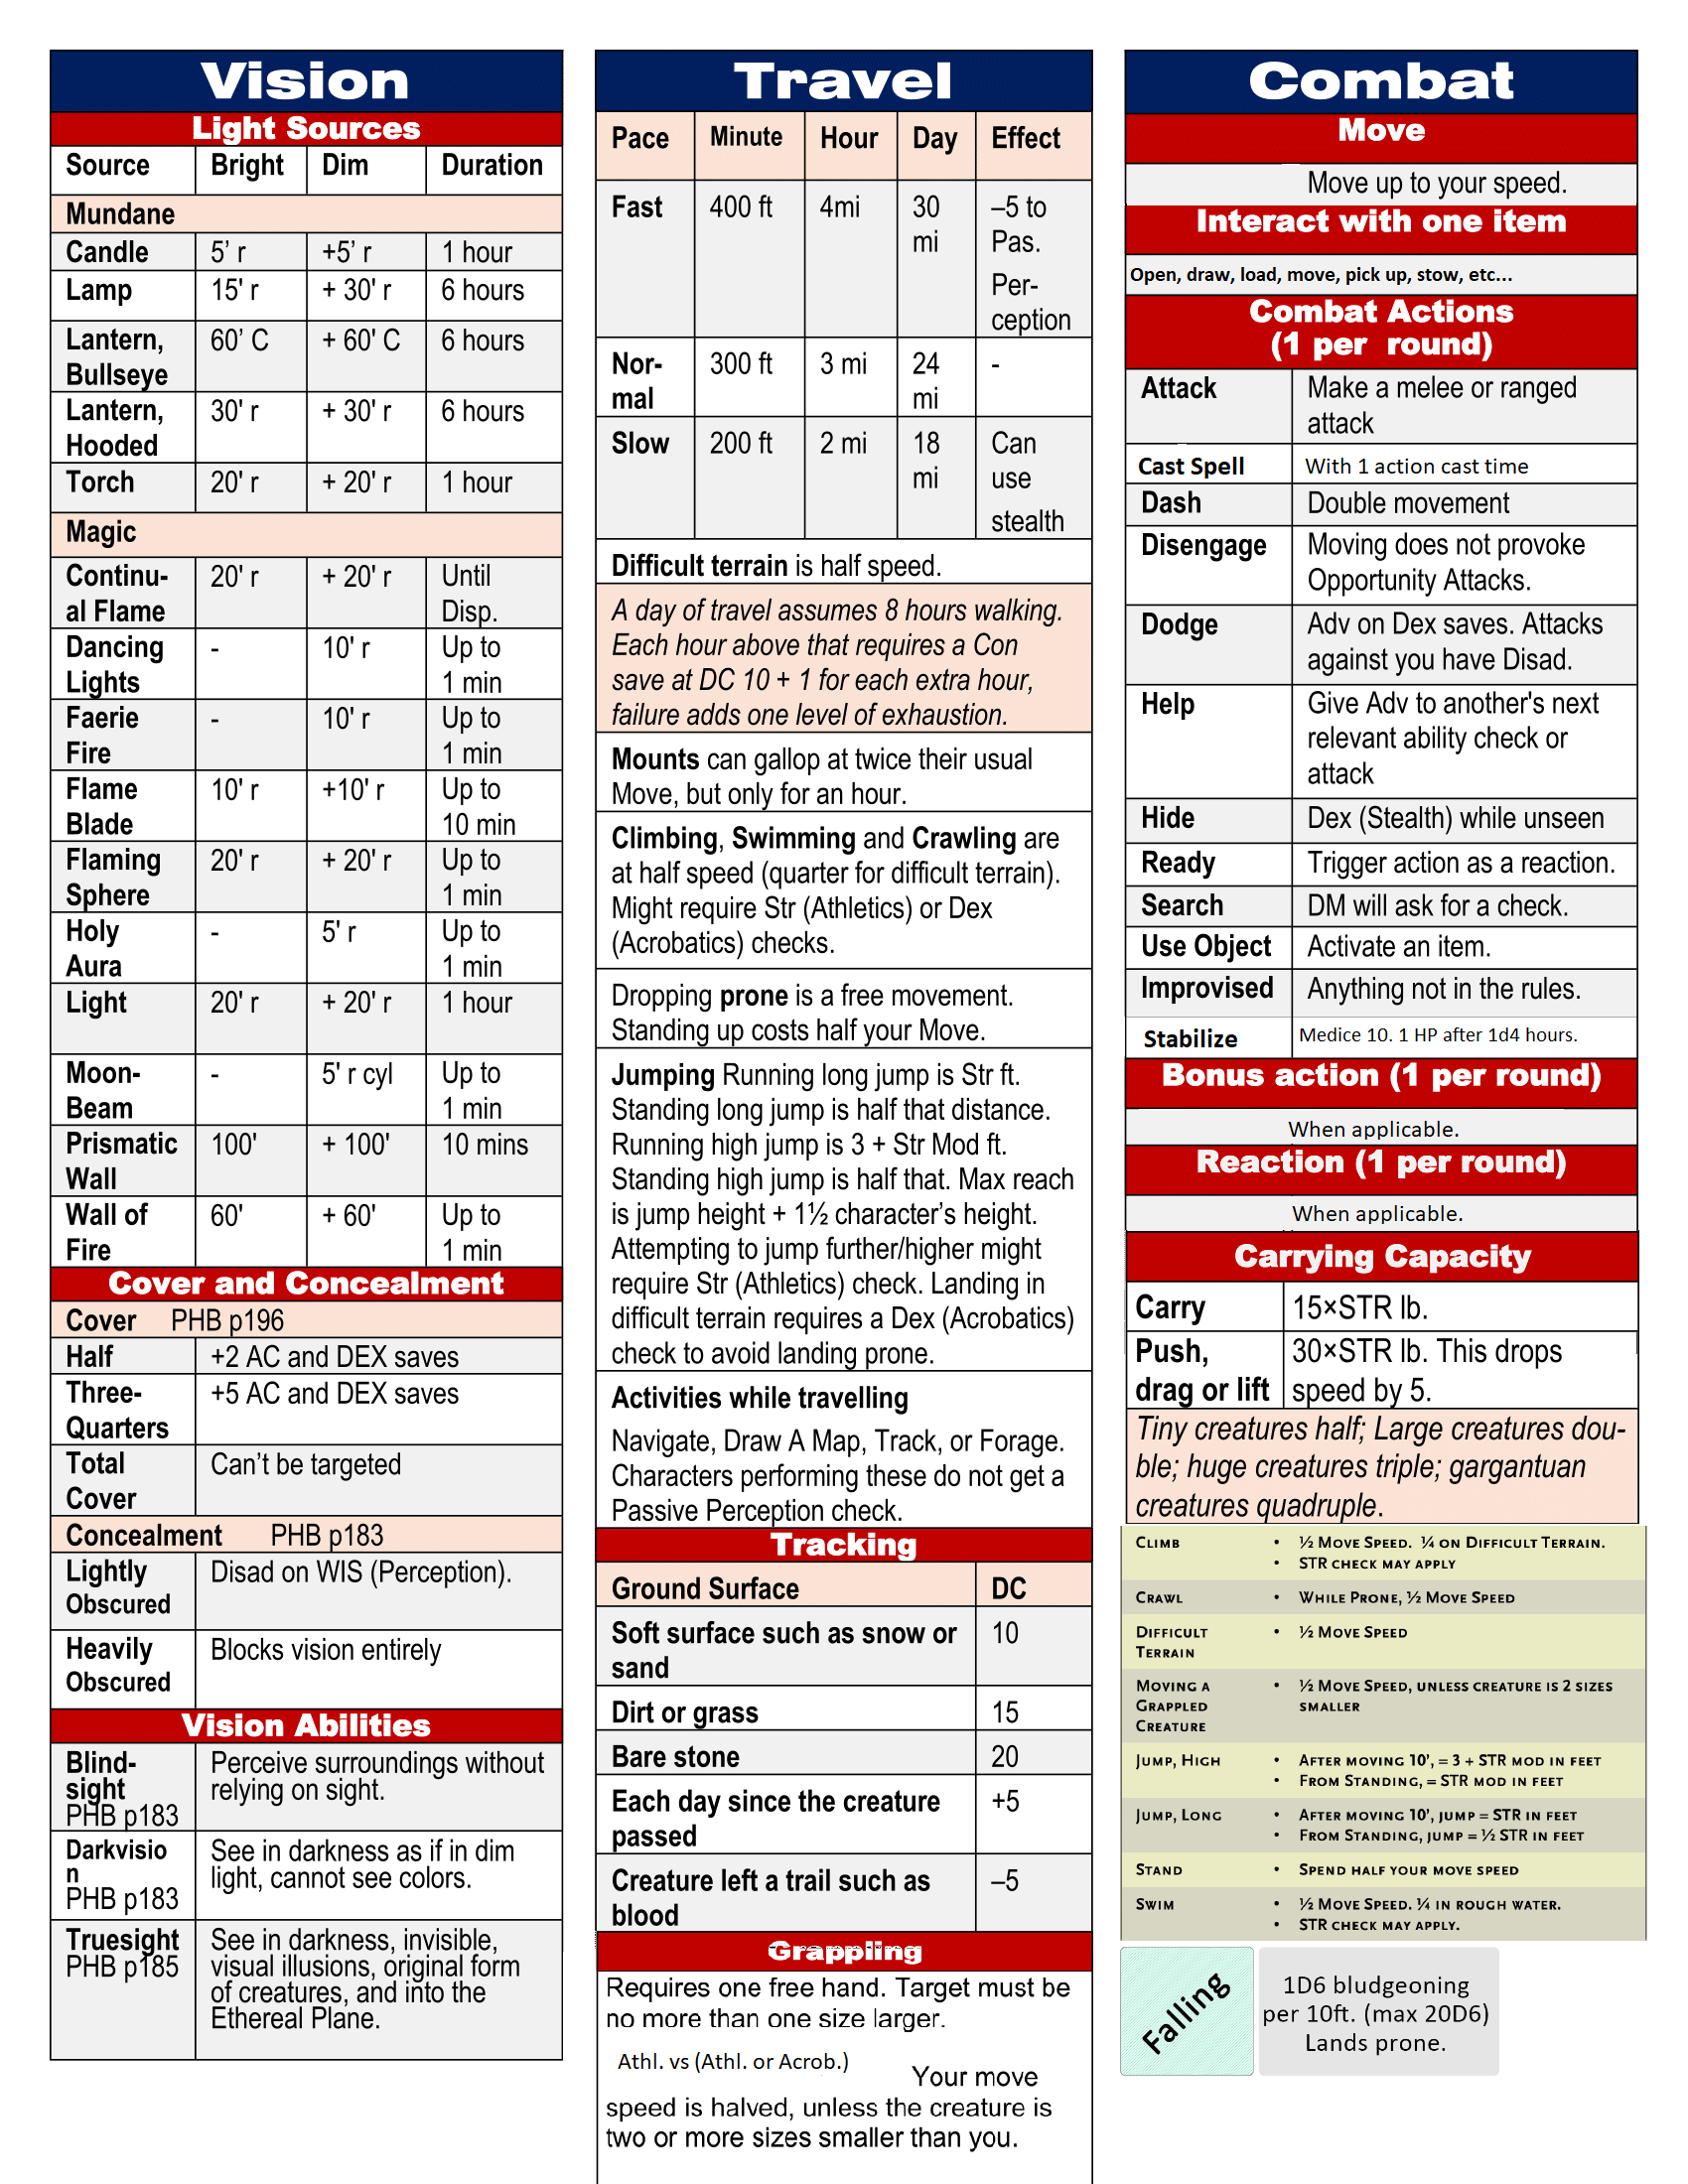 Vision
Light Sources
Source Bright Dim Duration
Mundane
Candle 5’ r +5’ r 1 hour
Lamp 15' r + 30' r 6 hours
Lantern, 60’ C + 60' C 6 hours
Bullseye
Lantern, 30' r + 30' r 6 hours
Hooded
Torch 20' r + 20' r 1 hour
Magic
Continu- 20' r + 20' r Until
al Flame Disp.
Dancing - 10' r Up to
Lights 1 min
Faerie - 10' r Up to
Fire 1 min
Flame 10' r +10' r Up to
Blade 10 min
Flaming 20' r + 20' r Up to
Sphere 1 min
Holy - 5' r Up to
Aura 1 min
Light 20' r + 20' r 1 hour
Moon- - 5' r cyl Up to
Beam 1 min
Prismatic 100' + 100' 10 mins
Wall
Wall of 60' + 60' Up to
Fire 1 min
Cover and Concealment
Cover PHB p196
Half +2 AC and DEX saves
Three- +5 AC and DEX saves
Quarters
Total Can’t be targeted
Cover
Concealment PHB p183
Lightly Disad on WIS (Perception).
Obscured
Heavily Blocks vision entirely
Obscured
Vision Abilities
Blind- Perceive surroundings without
sight relying on sight.
PHB p183
Darkvisio See in darkness as if in dim
n light, cannot see colors.
PHB p183
Truesight See in darkness, invisible,
PHB p185 visual illusions, original form
of creatures, and into the
Ethereal Plane.
Travel
Pace Minute Hour Day Effect
Fast 400 ft 4mi 30 –5 to
mi Pas.
Per-
ception
Nor- 300 ft 3 mi 24 -
mal mi
Slow 200 ft 2 mi 18 Can
mi use
stealth
Difficult terrain is half speed.
A day of travel assumes 8 hours walking.
Each hour above that requires a Con
save at DC 10 + 1 for each extra hour,
failure adds one level of exhaustion.
Mounts can gallop at twice their usual
Move, but only for an hour.
Climbing, Swimming and Crawling are
at half speed (quarter for difficult terrain).
Might require Str (Athletics) or Dex
(Acrobatics) checks.
Dropping prone is a free movement.
Standing up costs half your Move.
Jumping Running long jump is Str ft.
Standing long jump is half that distance.
Running high jump is 3 + Str Mod ft.
Standing high jump is half that. Max reach
is jump height + 1½ character’s height.
Attempting to jump further/higher might
require Str (Athletics) check. Landing in
difficult terrain requires a Dex (Acrobatics)
check to avoid landing prone.
Activities while travelling
Navigate, Draw A Map, Track, or Forage.
Characters performing these do not get a
Passive Perception check.
Tracking
Ground Surface DC
Soft surface such as snow or 10
sand
Dirt or grass 15
Bare stone 20
Each day since the creature +5
passed
Creature left a trail such as –5
blood
Grappling
Requires one free hand. Target must be
no more than one size larger.
Athl. vs (Athl. or Acrob.)
Your move
speed is halved, unless the creature is
two or more sizes smaller than you.
Combat
Move
Move up to your speed.
Interact with one item
Open, draw, load, move, pick up, stow, etc...
Combat Actions
(1 per round)
Attack Make a melee or ranged
attack
Cast Spell With 1 action cast time
Dash Double movement
Disengage Moving does not provoke
Opportunity Attacks.
Dodge Adv on Dex saves. Attacks
against you have Disad.
Help Give Adv to another's next
relevant ability check or
attack
Hide Dex (Stealth) while unseen
Ready Trigger action as a reaction.
Search DM will ask for a check.
Use Object Activate an item.
Improvised Anything not in the rules.
Stabilize Medice 10. 1 HP after 1d4 hours.
Bonus action (1 per round)
When applicable.
Reaction (1 per round)
When applicable.
Carrying Capacity
Carry 15×STR lb.
Push, 30×STR lb. This drops
drag or lift speed by 5.
Tiny creatures half; Large creatures dou-
ble; huge creatures triple; gargantuan
creatures quadruple.
Climb • ½ Move Speed. ¼ on Difficult Terrain.
• STR check may apply
Crawl • While Prone, ½ Move Speed
Difficult • ½ Move Speed
Terrain
Moving a • ½ Move Speed, unless creature is 2 sizes
Grappled smaller
Creature
Jump, High • After moving 10', = 3 + STR mod in feet
• From Standing, = STR mod in feet
Jump, Long • After moving 10', jump = STR in feet
• From Standing, jump = ½ STR in feet
Stand • Spend half your move speed
Swim • ½ Move Speed. ¼ in rough water.
• STR check may apply.
Falling
1D6 bludgeoning
per 10ft. (max 20D6)
Lands prone.